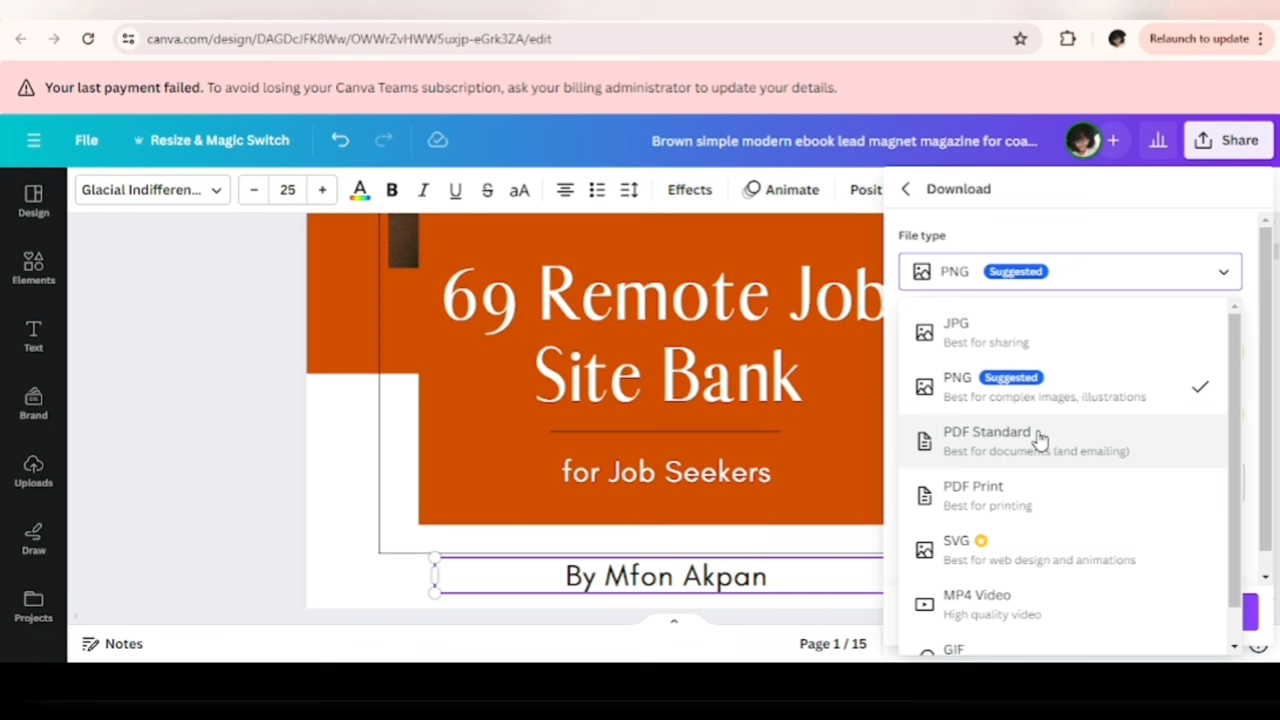 canva.com/design/DAGDcJFK8Ww/OWWrZvHWW5uxjp-eGrk3ZA/edit
Relaunch to update
Your last payment failed. To avoid losing your Canva Teams subscription, ask your billing administrator to update your details.
File
Resize & Magic Switch
Brown simple modern ebook lead magnet magazine for coa...
Share
Glacial Indifferen...
25
A
B
I
U
S
aA
Effects
Animate
Posit
Download
Design
Elements
Text
Brand
Uploads
Draw
Projects
69 Remote Job
Site Bank
for Job Seekers
By Mfon Akpan
File type
PNG Suggested
JPG
Best for sharing
PNG Suggested
Best for complex images, illustrations
PDF Standard
Best for documents (and emailing)
PDF Print
Best for printing
SVG
Best for web design and animations
MP4 Video
High quality video
GIF
Notes
Page 1 / 15